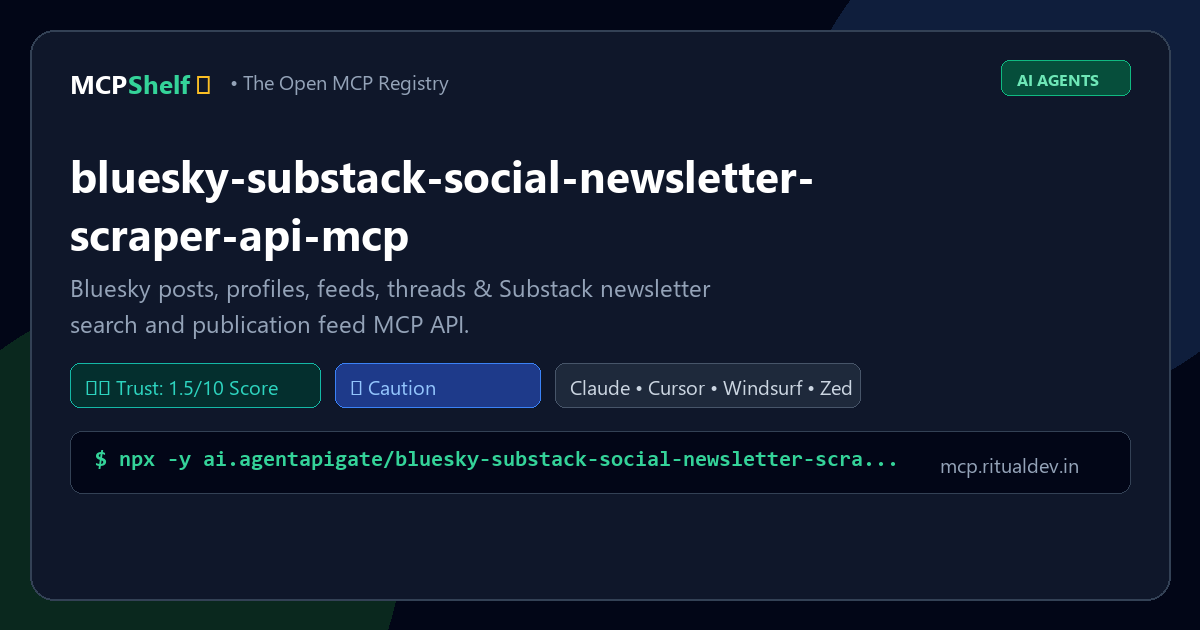 MCPShelf • The Open MCP Registry
AI AGENTS
bluesky-substack-social-newsletter-
scraper-api-mcp
Bluesky posts, profiles, feeds, threads & Substack newsletter
search and publication feed MCP API.
Trust: 1.5/10 Score
Caution
Claude • Cursor • Windsurf • Zed
$ npx -y ai.agentapigate/bluesky-substack-social-newsletter-scra...
mcp.ritualdev.in